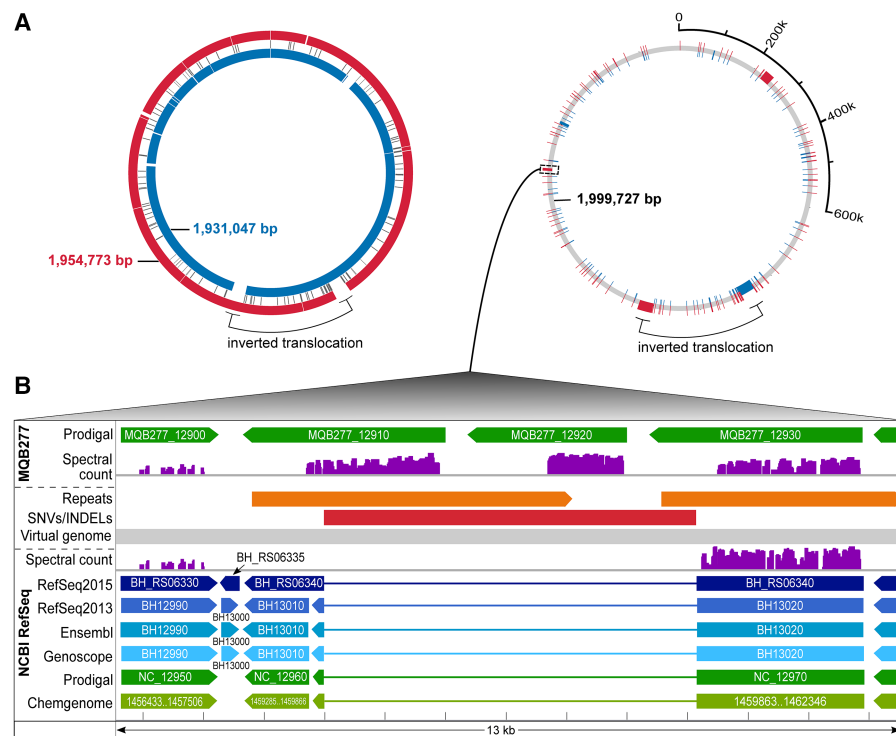 A
0
200k
400k
600k
1,931,047 bp
1,954,773 bp
1,999,727 bp
inverted translocation
inverted translocation
B
MQB277
Prodigal
MQB277_12900
MQB277_12910
MQB277_12920
MQB277_12930
Spectral
count
Repeats
SNVs/INDELs
Virtual genome
NCBI RefSeq
Spectral count
BH_RS06335
RefSeq2015
BH_RS06330
BH_RS06340
BH_RS06340
RefSeq2013
BH12990
BH13010
BH13020
BH13000
Ensembl
BH12990
BH13010
BH13020
BH13000
Genoscope
BH12990
BH13010
BH13020
BH13000
Prodigal
NC_12950
NC_12960
NC_12970
Chemgenome
1456433..1457506
1459285..1459866
1459863..1462346
13 kb